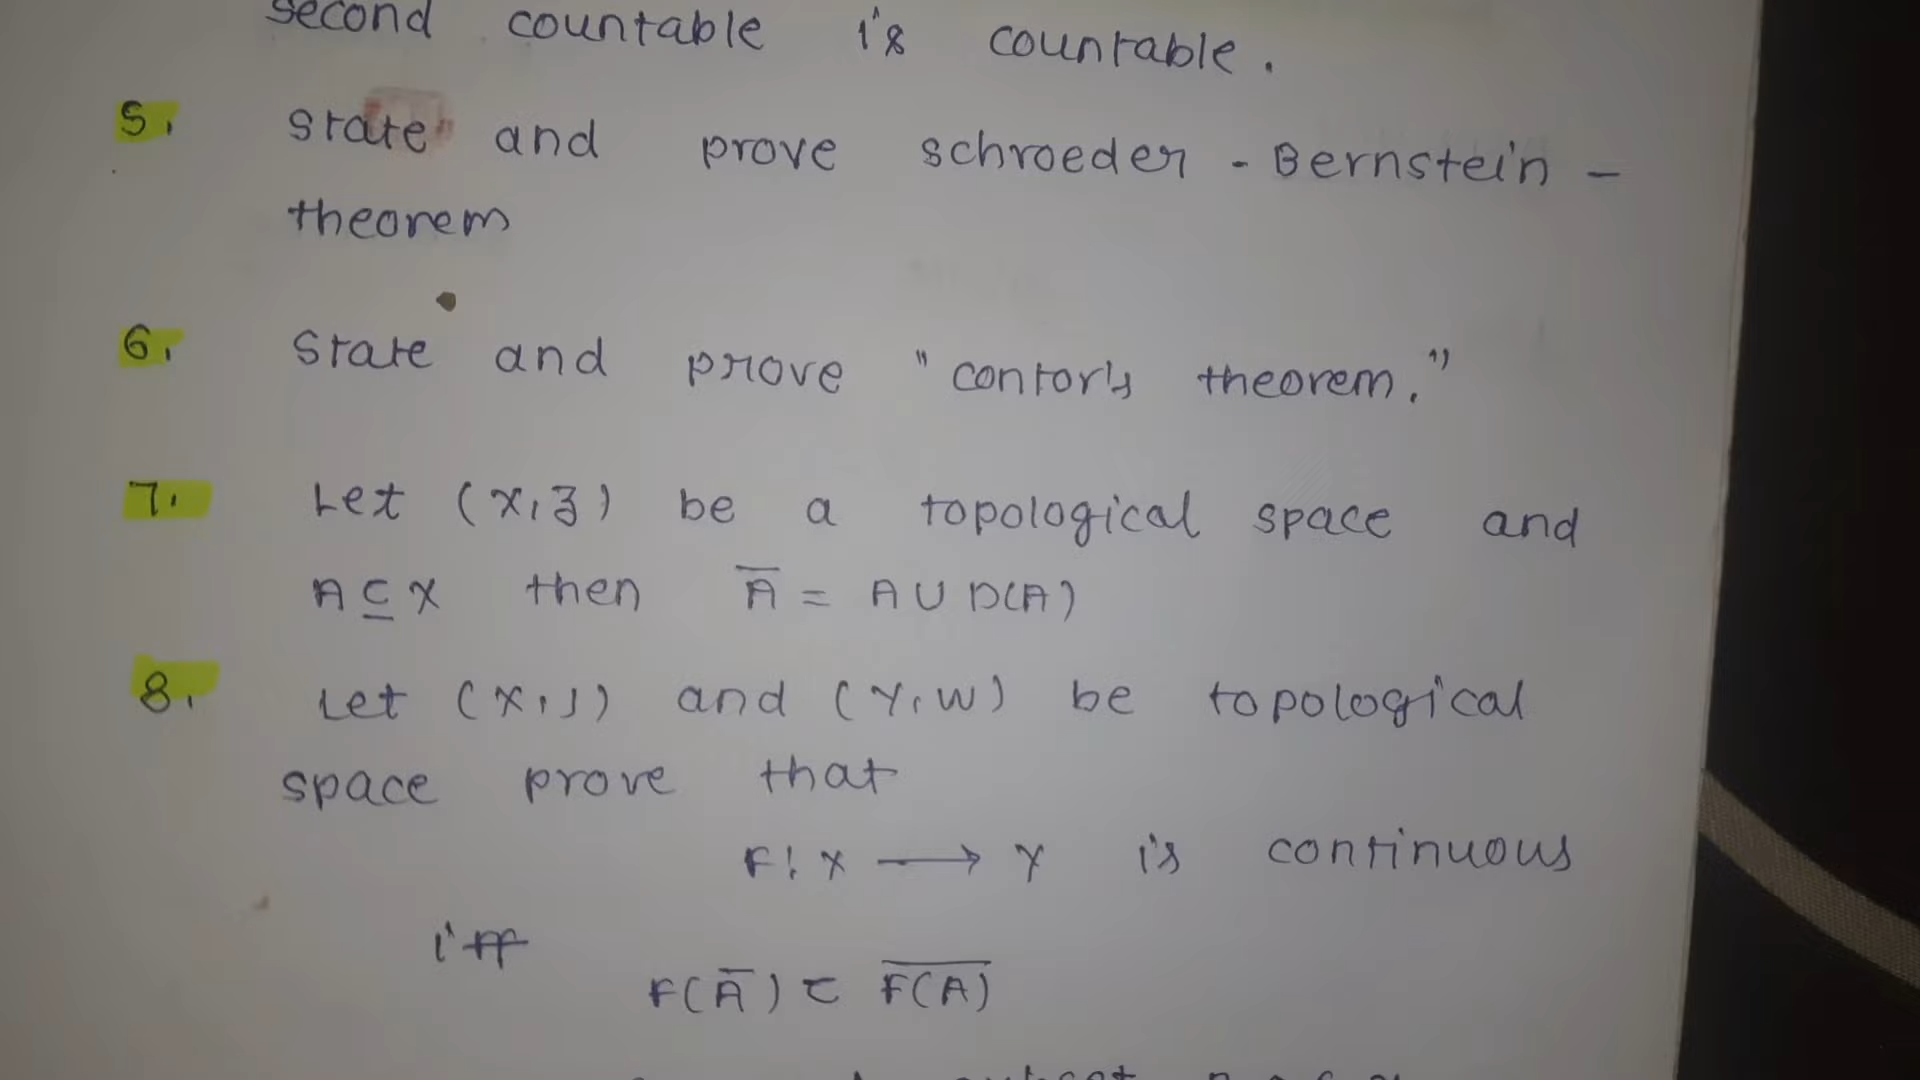 second countable is countable.
5. state and prove schroeder - Bernstein -
theorem
6. state and prove "contor's theorem."
7. Let (X, ℑ) be a topological space and
A ⊆ X then A̅ = A ∪ D(A)
8. Let (X, J) and (Y, W) be topological
space prove that
F: X ⟶ Y is continuous
iff
F(A̅) ⊂ \overline{F(A)}